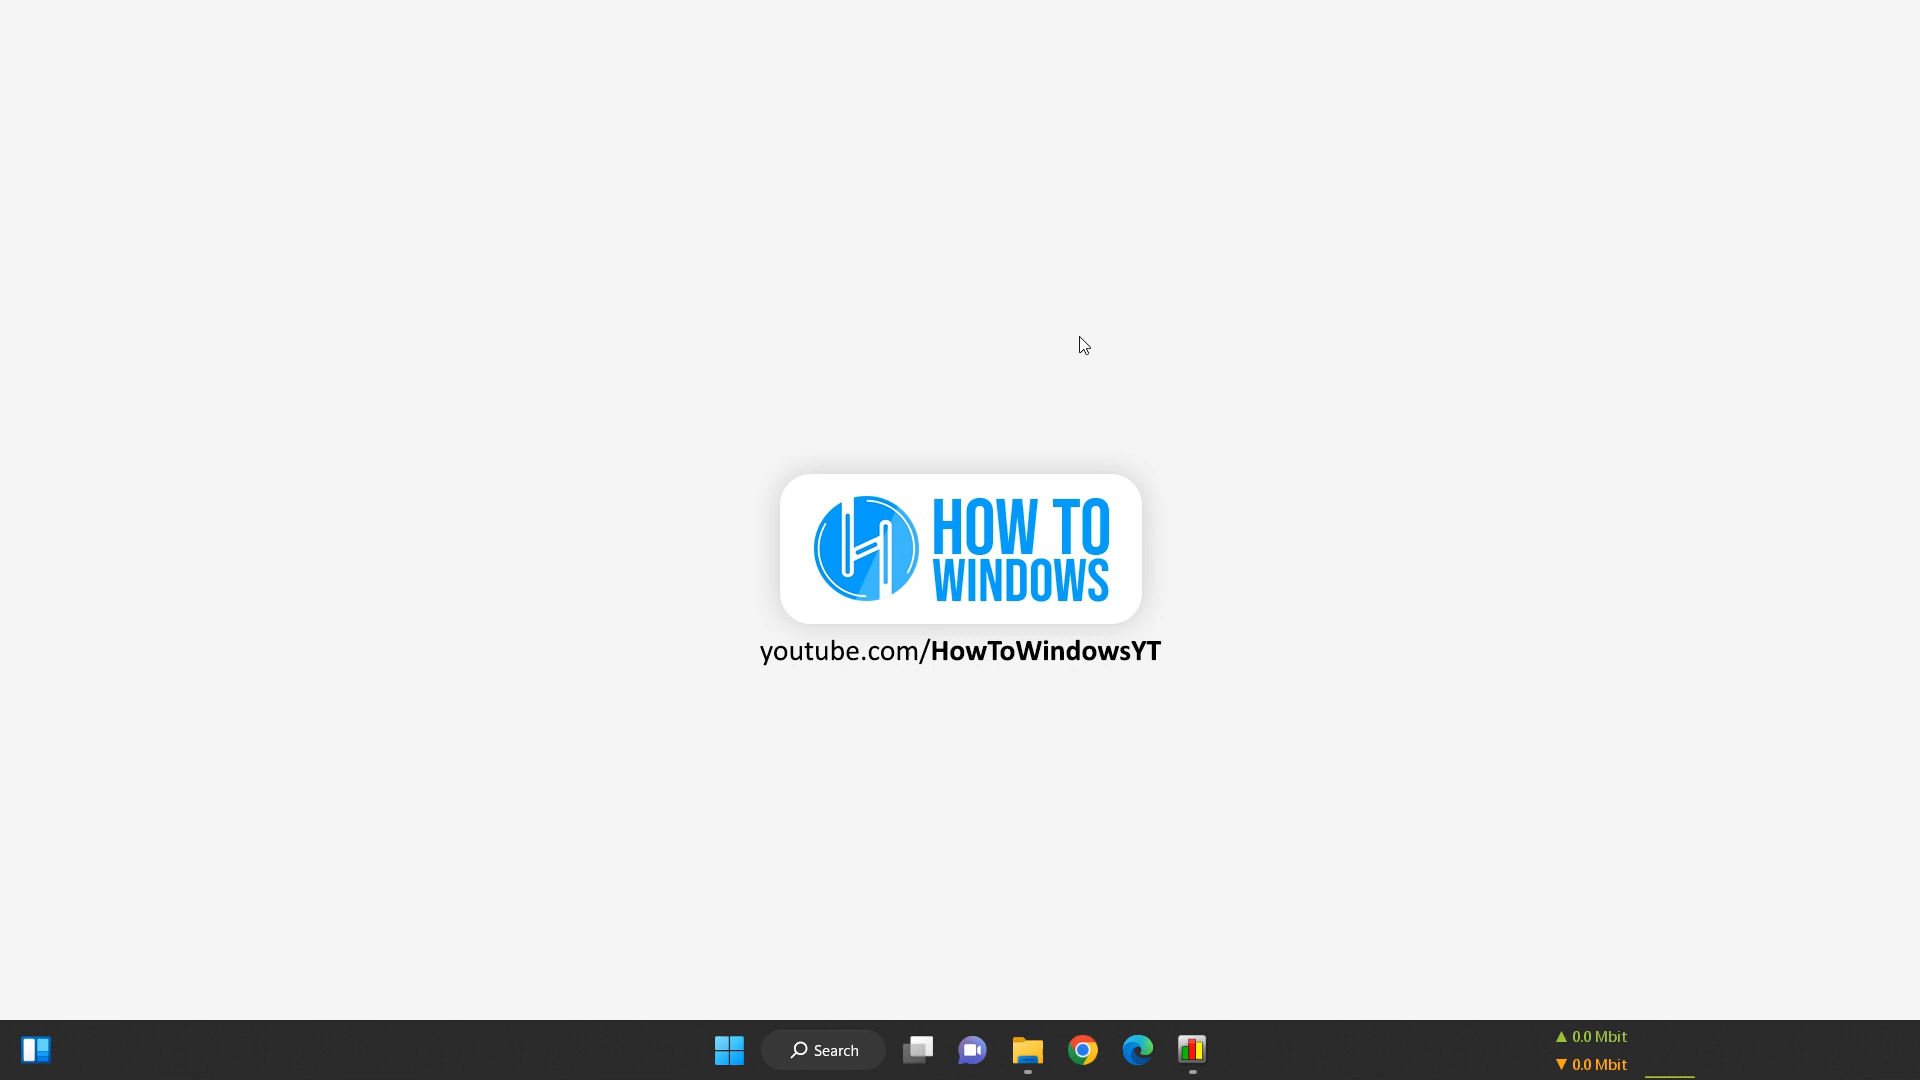 HOW TO
WINDOWS
youtube.com/HowToWindowsYT
Search
▲ 0.0 Mbit
▼ 0.0 Mbit